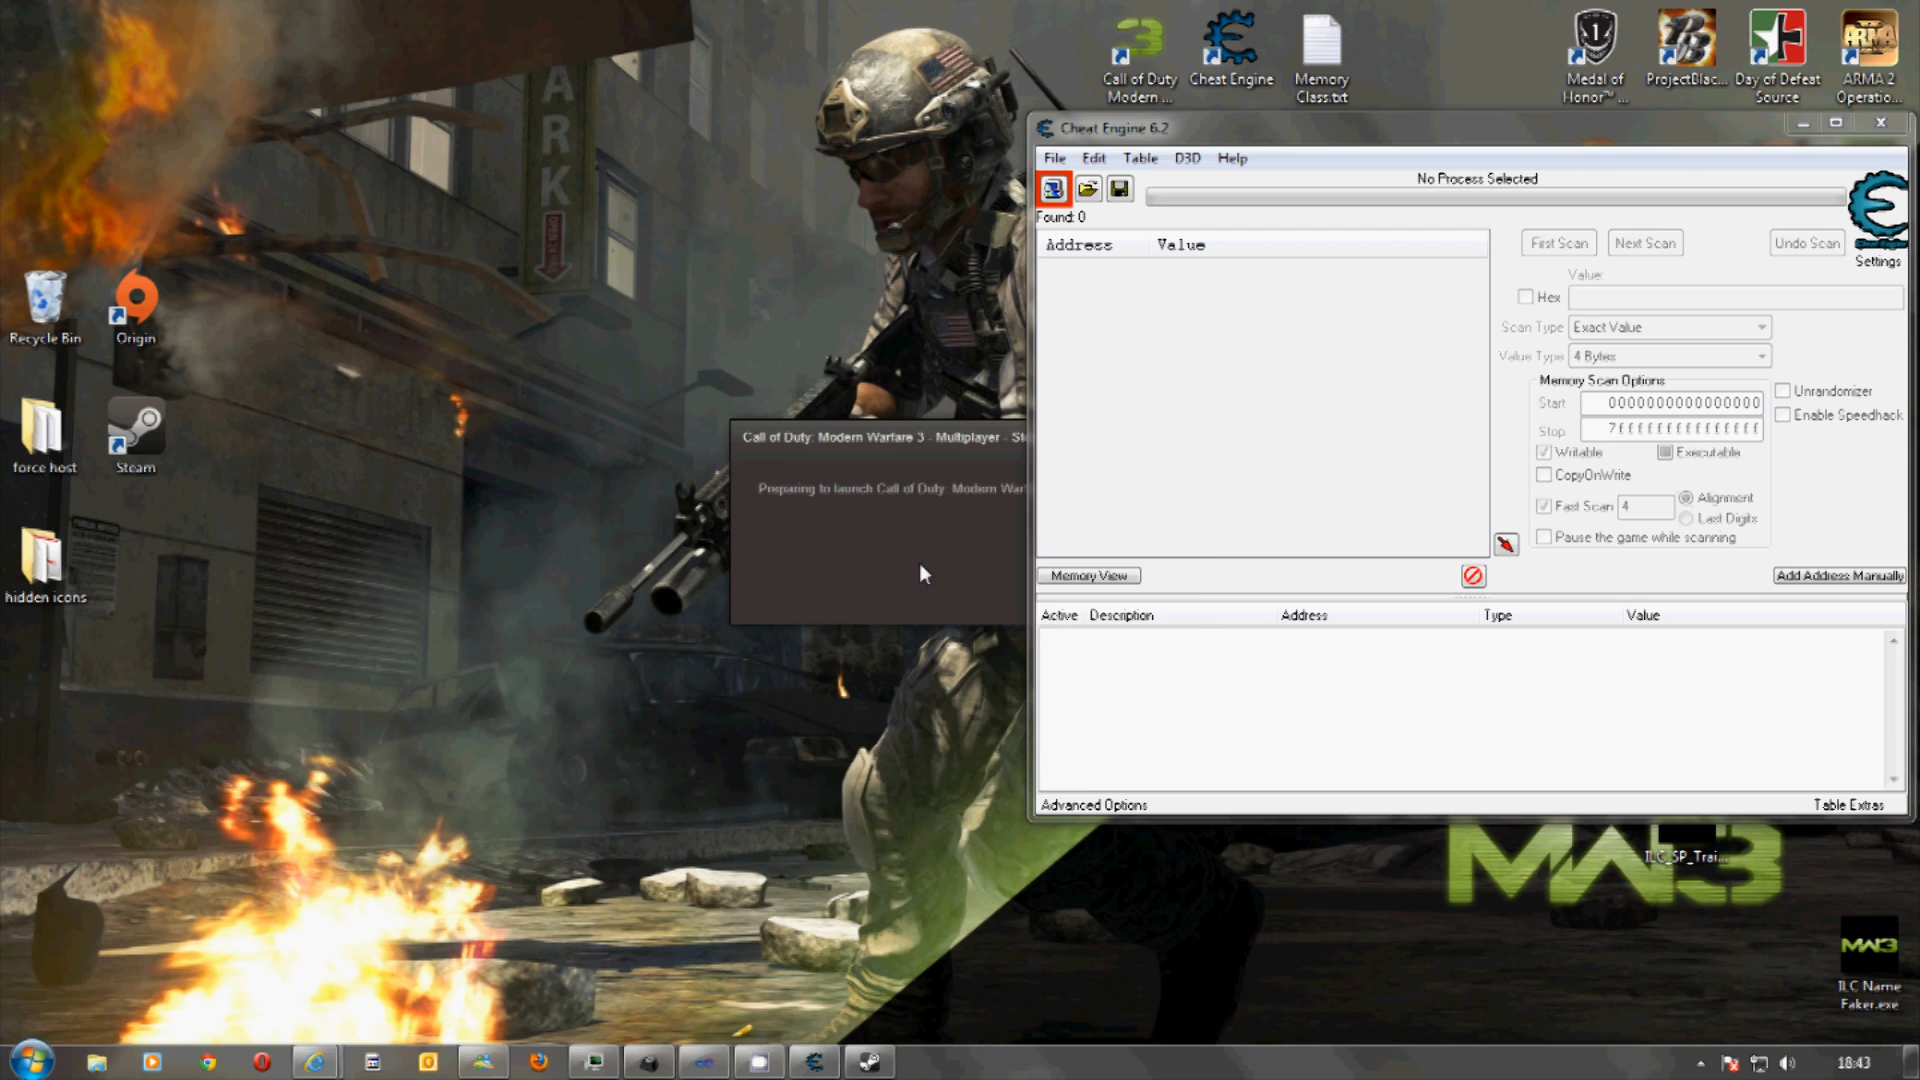 Call of Duty
Modern ...
Cheat Engine
Memory
Class.txt
Medal of
Honor™ ...
ProjectBlac...
Day of Defeat
Source
ARMA 2
Operatio...
ARK
Recycle Bin
Origin
force host
Steam
hidden icons
Call of Duty: Modern Warfare 3 - Multiplayer - St
Preparing to launch Call of Duty: Modern War
Cheat Engine 6.2
File Edit Table D3D Help
No Process Selected
Found: 0
Address Value
First Scan Next Scan Undo Scan
Settings
Value:
Hex
Scan Type Exact Value
Value Type 4 Bytes
Memory Scan Options
Start 0000000000000000
Stop 7fffffffffffffff
Unrandomizer
Enable Speedhack
Writable Executable
CopyOnWrite
Fast Scan 4 Alignment
Last Digits
Pause the game while scanning
Memory View Add Address Manually
Active Description Address Type Value
Advanced Options Table Extras
MW3
ILC_SP_Trai...
MW3
ILC Name
Faker.exe
18:43